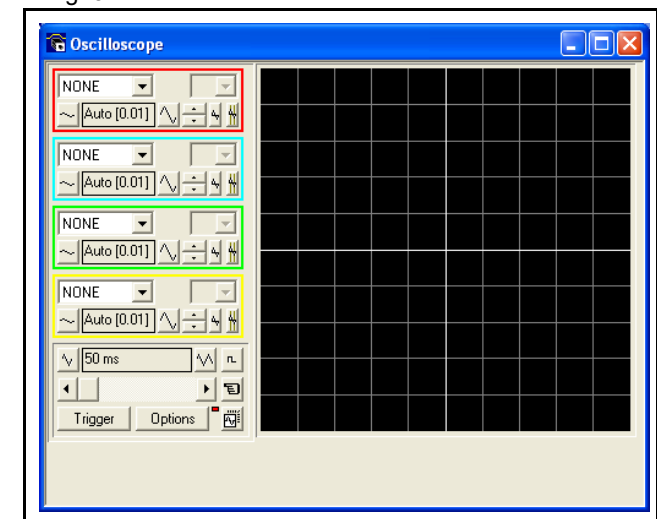 Oscilloscope
NONE
Auto [0.01]
NONE
Auto [0.01]
NONE
Auto [0.01]
NONE
Auto [0.01]
50 ms
Trigger Options